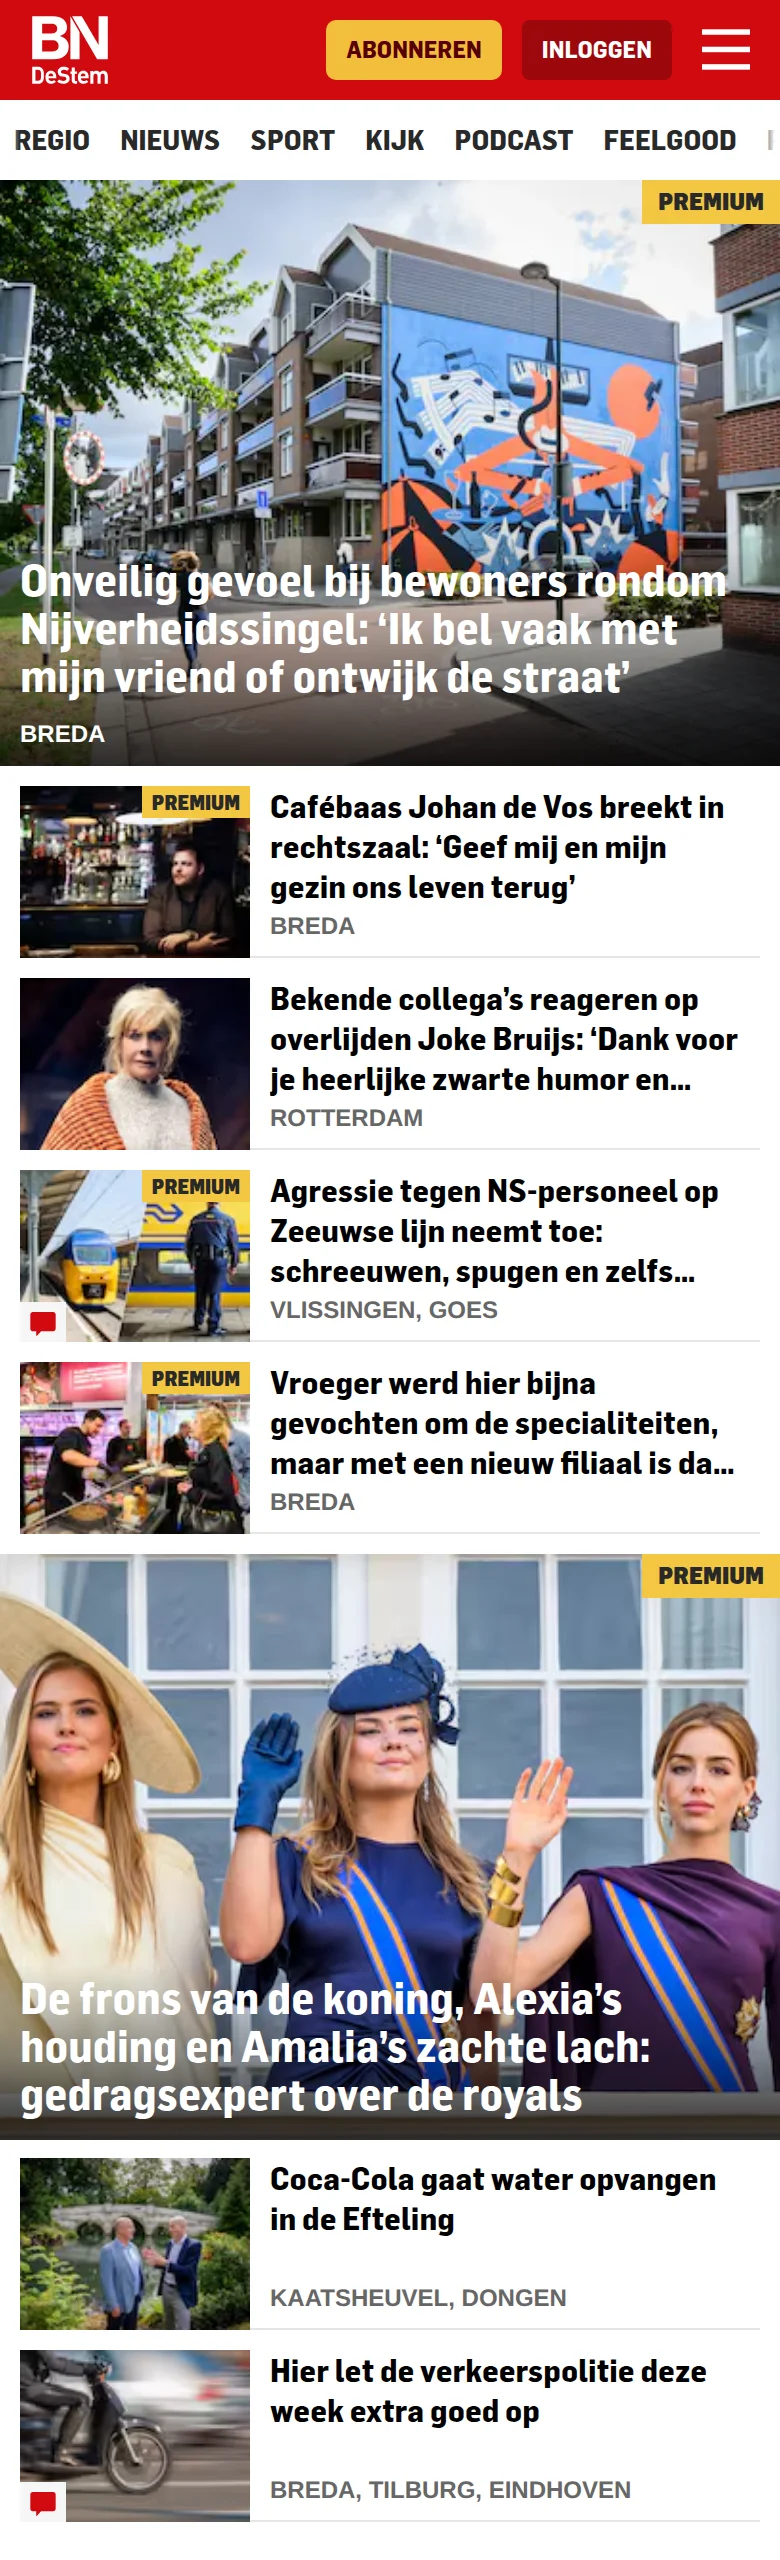 BN
DeStem
ABONNEREN
INLOGGEN
REGIO NIEUWS SPORT KIJK PODCAST FEELGOOD
PREMIUM
Onveilig gevoel bij bewoners rondom
Nijverheidssingel: ‘Ik bel vaak met
mijn vriend of ontwijk de straat’
BREDA
PREMIUM
Cafébaas Johan de Vos breekt in
rechtszaal: ‘Geef mij en mijn
gezin ons leven terug’
BREDA
Bekende collega’s reageren op
overlijden Joke Bruijs: ‘Dank voor
je heerlijke zwarte humor en...
ROTTERDAM
PREMIUM
Agressie tegen NS-personeel op
Zeeuwse lijn neemt toe:
schreeuwen, spugen en zelfs...
VLISSINGEN, GOES
PREMIUM
Vroeger werd hier bijna
gevochten om de specialiteiten,
maar met een nieuw filiaal is da...
BREDA
PREMIUM
De frons van de koning, Alexia’s
houding en Amalia’s zachte lach:
gedragsexpert over de royals
Coca-Cola gaat water opvangen
in de Efteling
KAATSHEUVEL, DONGEN
Hier let de verkeerspolitie deze
week extra goed op
BREDA, TILBURG, EINDHOVEN